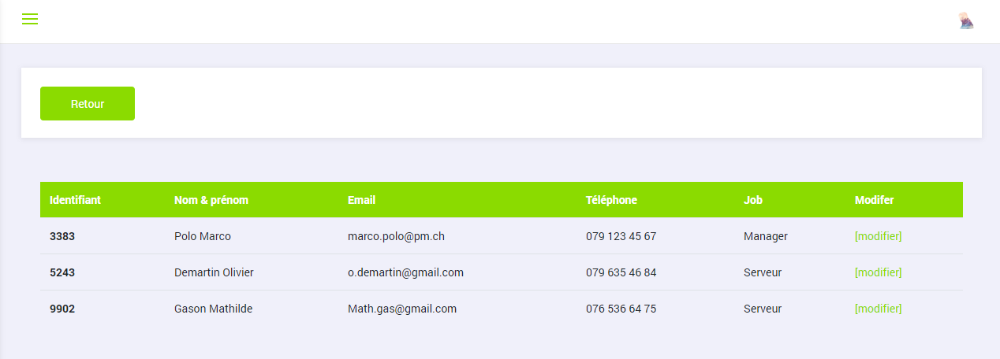 Retour
Identifiant Nom & prénom Email Téléphone Job Modifer
3383 Polo Marco marco.polo@pm.ch 079 123 45 67 Manager [modifier]
5243 Demartin Olivier o.demartin@gmail.com 079 635 46 84 Serveur [modifier]
9902 Gason Mathilde Math.gas@gmail.com 076 536 64 75 Serveur [modifier]